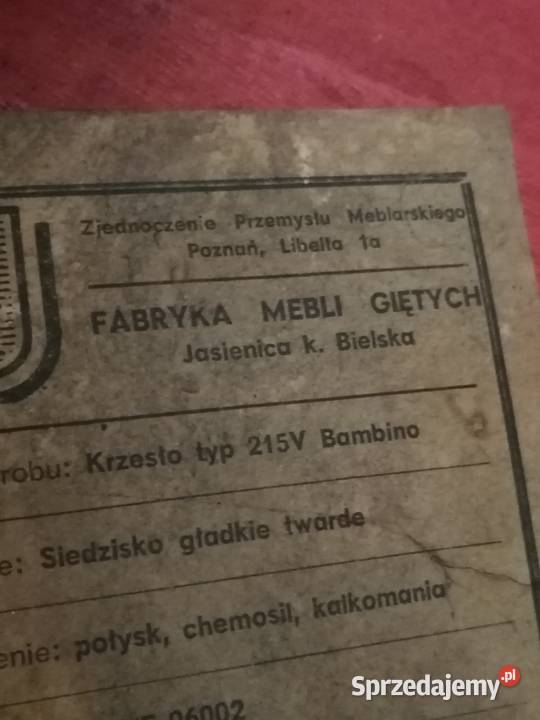 Zjednoczenie Przemysłu Meblarskiego
Poznań, Libelta 1a
FABRYKA MEBLI GIĘTYCH
Jasienica k. Bielska
robu: Krzesło typ 215V Bambino
e: Siedzisko gładkie twarde
enie: połysk, chemosil, kalkomania
06002
Sprzedajemy.pl